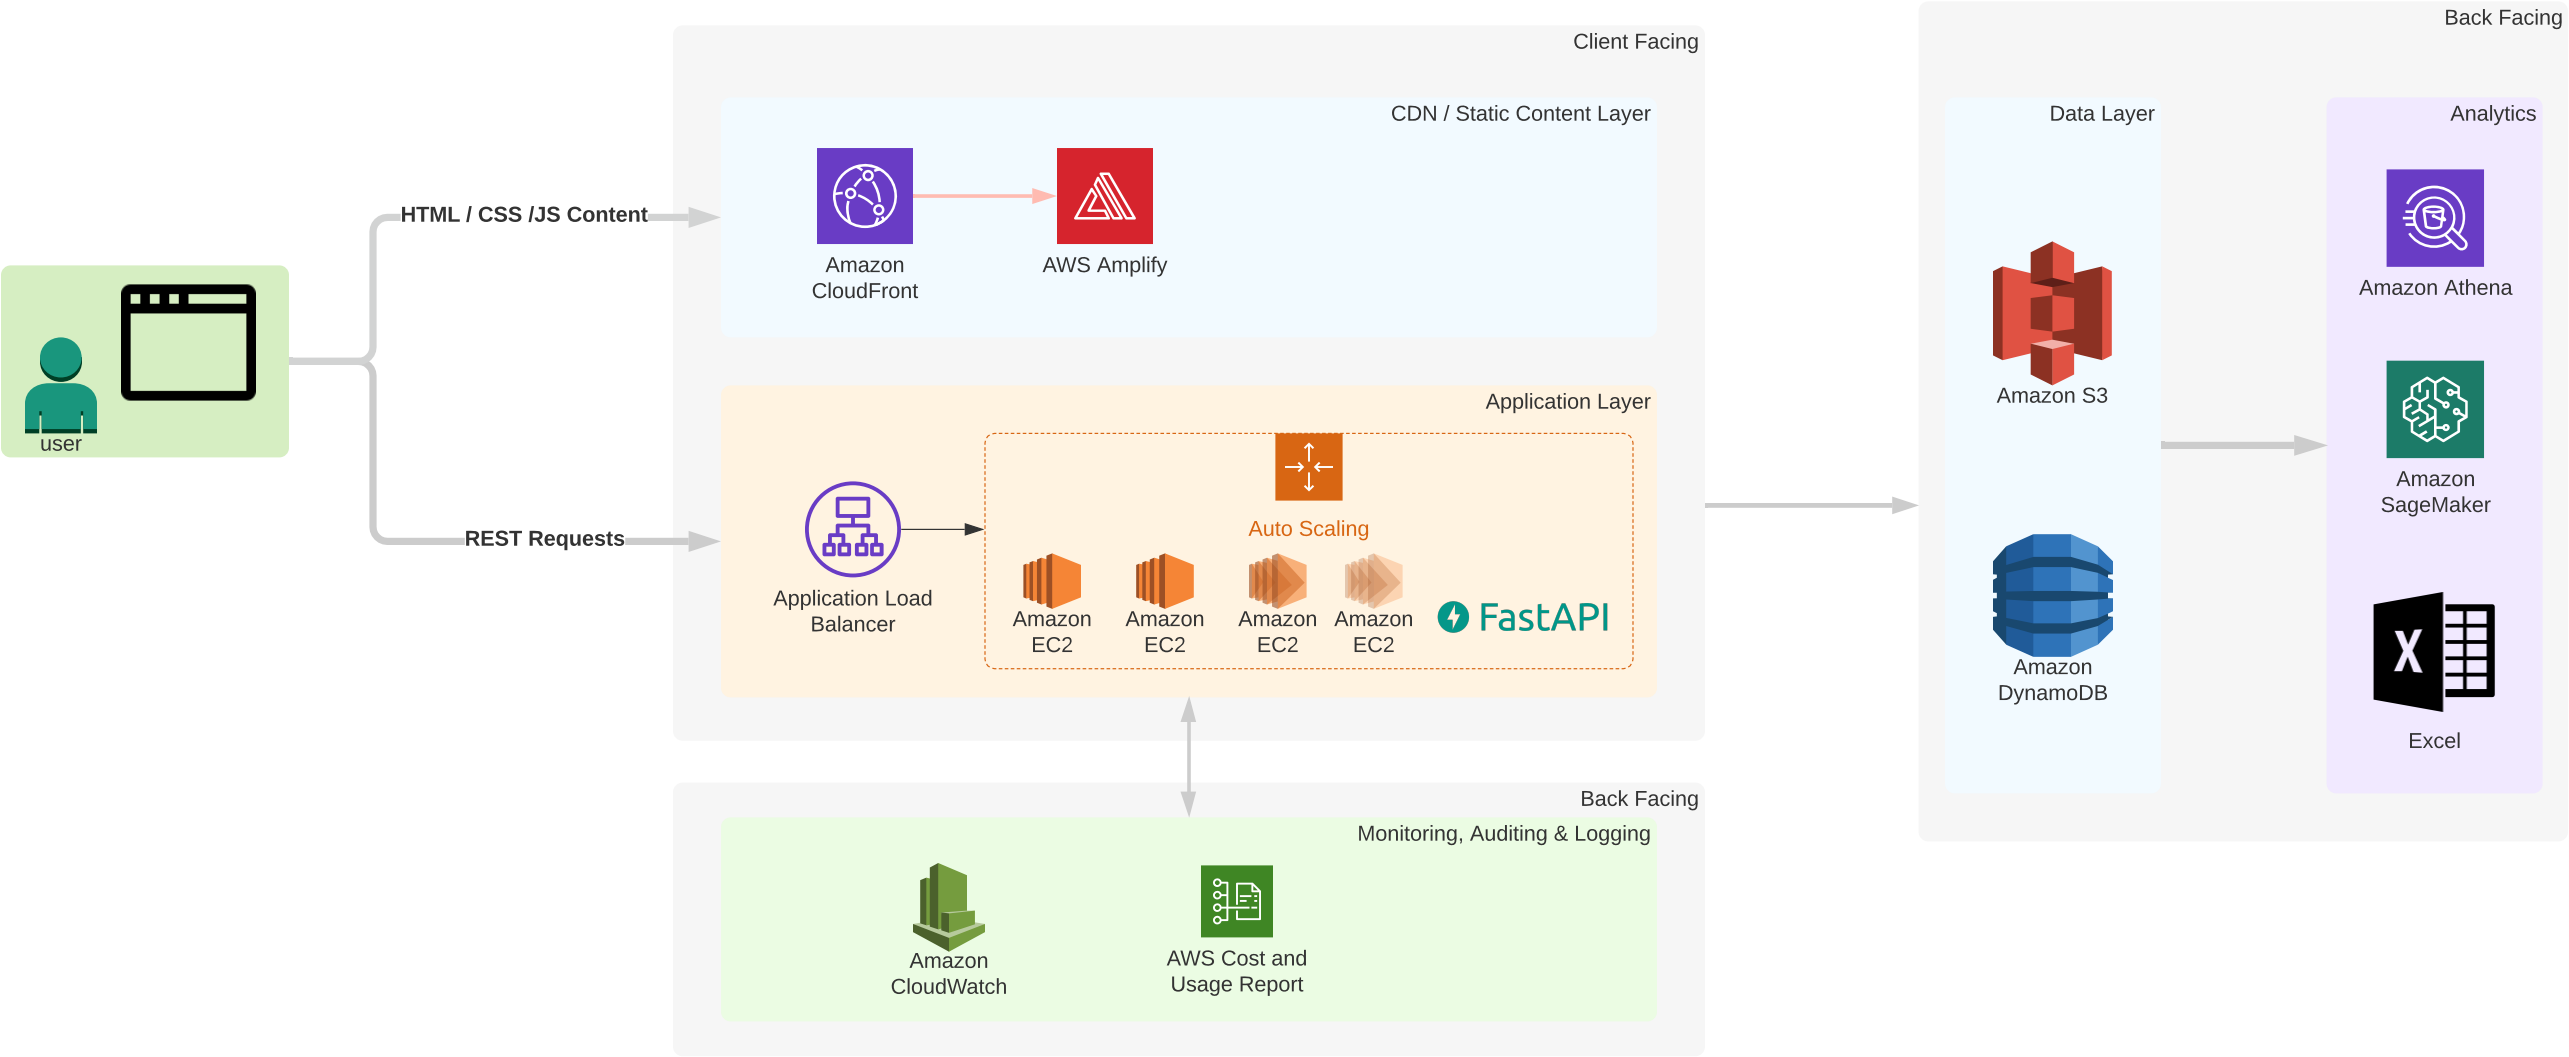 Client Facing
Back Facing
CDN / Static Content Layer
Data Layer
Analytics
HTML / CSS /JS Content
Amazon
CloudFront
AWS Amplify
Amazon Athena
user
Amazon S3
Application Layer
Auto Scaling
Amazon
SageMaker
REST Requests
Application Load
Balancer
Amazon
EC2
Amazon
EC2
Amazon
EC2
Amazon
EC2
FastAPI
Amazon
DynamoDB
X
Excel
Back Facing
Monitoring, Auditing & Logging
Amazon
CloudWatch
AWS Cost and
Usage Report